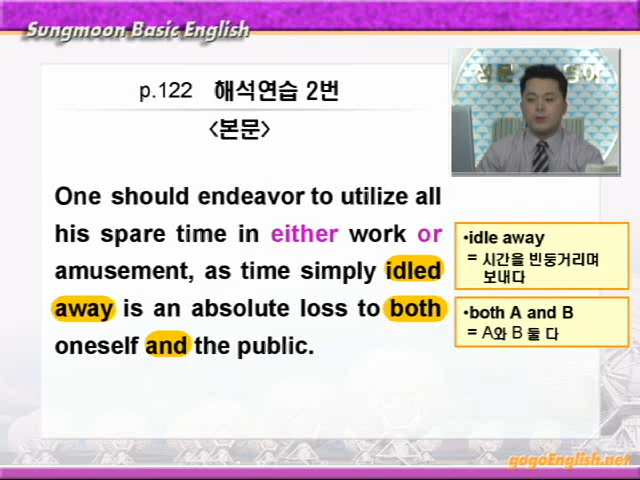 Sungmoon Basic English
p.122 해석연습 2번
<본문>
One should endeavor to utilize all
his spare time in either work or
amusement, as time simply idled
away is an absolute loss to both
oneself and the public.
•idle away
= 시간을 빈둥거리며
보내다
•both A and B
= A와 B 둘 다
gogoEnglish.net